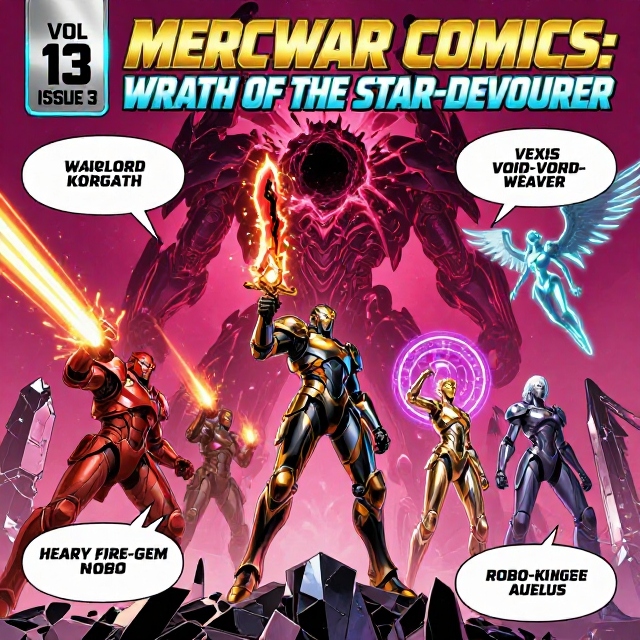 VOL
13
ISSUE 3
MERCWAR COMICS:
WRATH OF THE STAR-DEVOURER
WARLORD
KORGATH
VEXIS
VOID-VORD-
WEAVER
HEARY FIRE-GEM
NOBO
ROBO-KINGEE
AUELUS